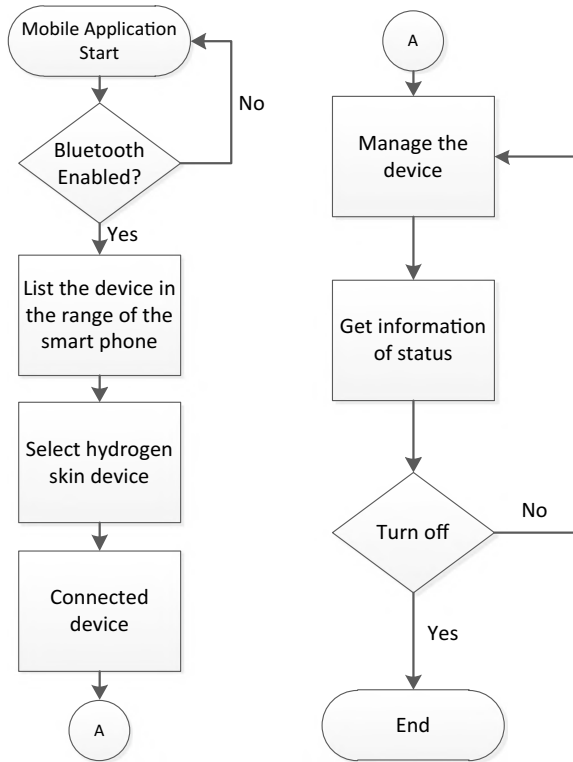 Mobile Application
Start
No
Bluetooth
Enabled?
Yes
List the device in
the range of the
smart phone
Select hydrogen
skin device
Connected
device
A
A
Manage the
device
Get information
of status
Turn off
No
Yes
End